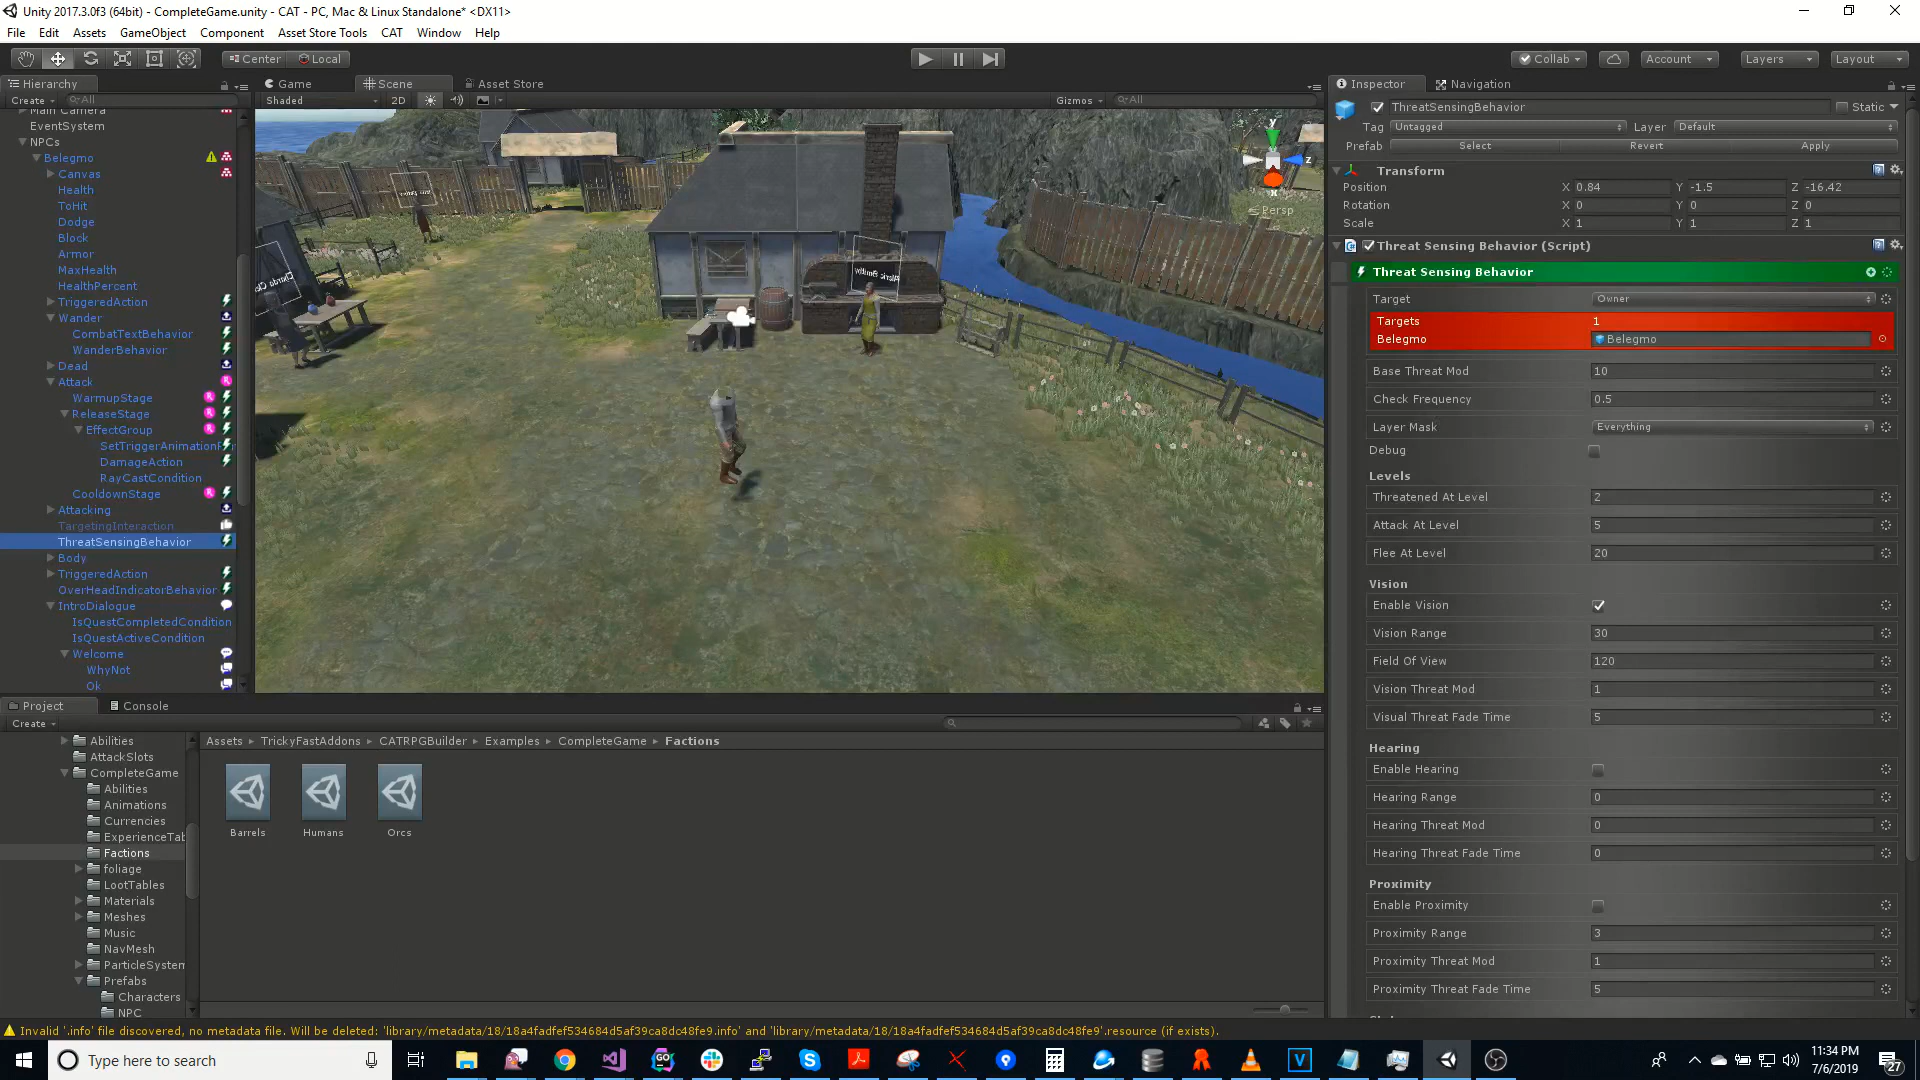 Unity 2017.3.0f3 (64bit) - CompleteGame.unity - CAT - PC, Mac & Linux Standalone* <DX11>
File Edit Assets GameObject Component Asset Store Tools CAT Window Help
Center Local
Collab Account Layers Layout
Hierarchy
Create All
Main Camera
EventSystem
NPCs
Belegmo
Canvas
Health
ToHit
Dodge
Block
Armor
MaxHealth
HealthPercent
TriggeredAction
Wander
CombatTextBehavior
WanderBehavior
Dead
Attack
WarmupStage
ReleaseStage
EffectGroup
SetTriggerAnimation
DamageAction
RayCastCondition
CooldownStage
Attacking
TargetingInteraction
ThreatSensingBehavior
Body
TriggeredAction
OverHeadIndicatorBehavior
IntroDialogue
IsQuestCompletedCondition
IsQuestActiveCondition
Welcome
WhyNot
Ok
Game Scene Asset Store
Shaded 2D Gizmos All
y
z
x
Persp
Inspector Navigation
ThreatSensingBehavior Static
Tag Untagged Layer Default
Prefab Select Revert Apply
Transform
Position X 0.84 Y -1.5 Z -16.42
Rotation X 0 Y 0 Z 0
Scale X 1 Y 1 Z 1
Threat Sensing Behavior (Script)
Threat Sensing Behavior
Target Owner
Targets 1
Belegmo Belegmo
Base Threat Mod 10
Check Frequency 0.5
Layer Mask Everything
Debug
Levels
Threatened At Level 2
Attack At Level 5
Flee At Level 20
Vision
Enable Vision
Vision Range 30
Field Of View 120
Vision Threat Mod 1
Visual Threat Fade Time 5
Hearing
Enable Hearing
Hearing Range 0
Hearing Threat Mod 0
Hearing Threat Fade Time 0
Proximity
Enable Proximity
Proximity Range 3
Proximity Threat Mod 1
Proximity Threat Fade Time 5
Project Console
Create
Abilities
AttackSlots
CompleteGame
Abilities
Animations
Currencies
ExperienceTab
Factions
foliage
LootTables
Materials
Meshes
Music
NavMesh
ParticleSystem
Prefabs
Characters
NPC
Assets TrickyFastAddons CATRPGBuilder Examples CompleteGame Factions
Barrels Humans Orcs
Invalid '.info' file discovered, no metadata file. Will be deleted: 'library/metadata/18/18a4fadfef534684d5af39ca8dc48fe9.info' and 'library/metadata/18/18a4fadfef534684d5af39ca8dc48fe9'.resource (if exists).
Type here to search
11:34 PM
7/6/2019
27